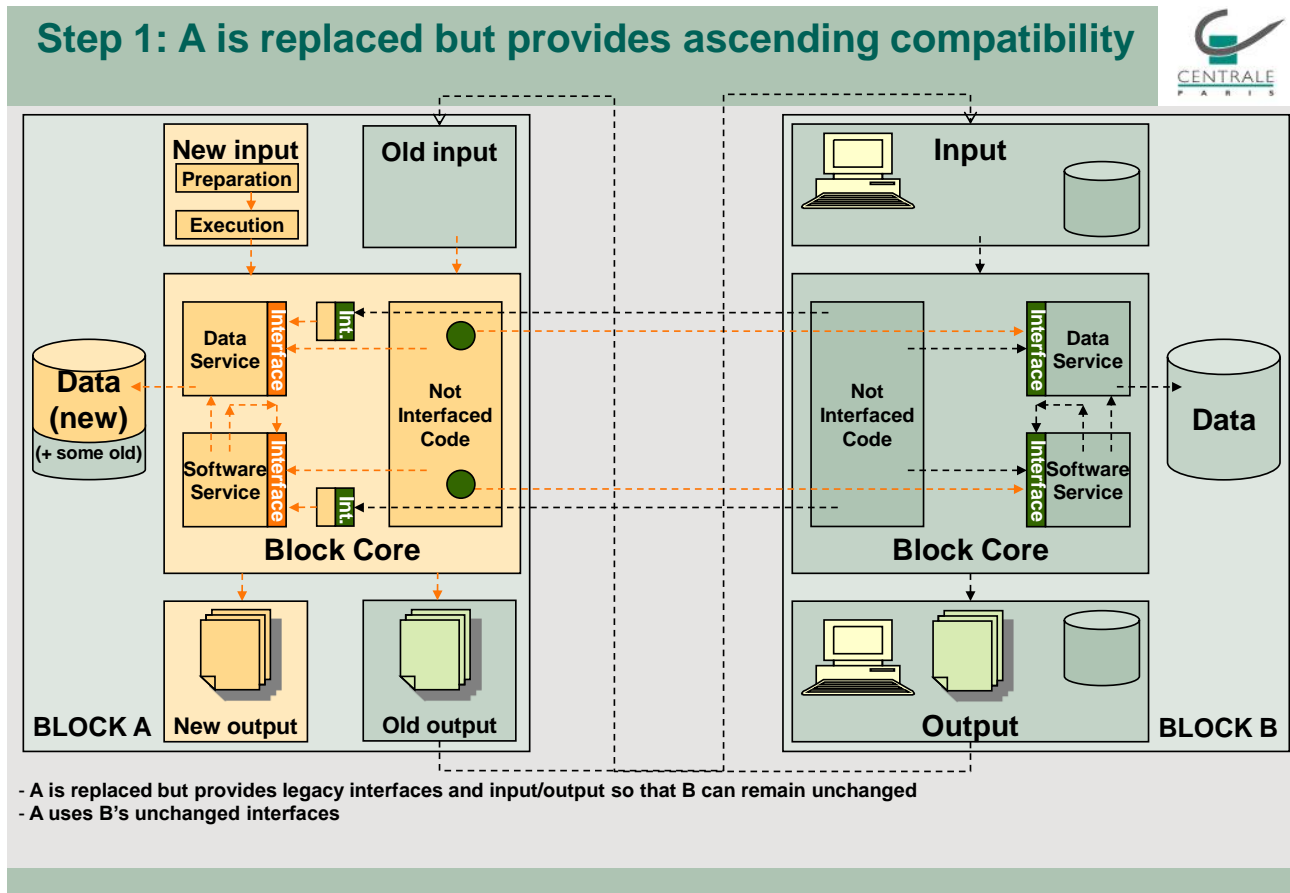 Step 1: A is replaced but provides ascending compatibility
CENTRALE
PARIS
New input
Preparation
Execution
Old input
Data
Service
Interface
Int.
Not
Interfaced
Code
Software
Service
Interface
Int.
Block Core
Data
(new)
(+ some old)
BLOCK A
New output
Old output
Input
Not
Interfaced
Code
Interface
Data
Service
Interface
Software
Service
Block Core
Data
Output
BLOCK B
- A is replaced but provides legacy interfaces and input/output so that B can remain unchanged
- A uses B's unchanged interfaces